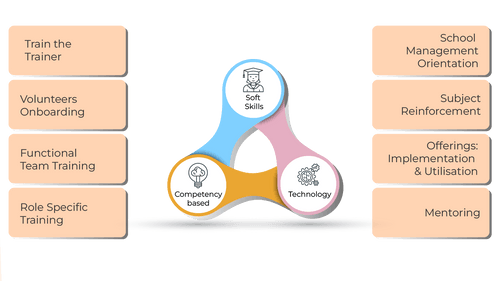 Train the
Trainer
Volunteers
Onboarding
Functional
Team Training
Role Specific
Training
Soft
Skills
Competency
based
Technology
School
Management
Orientation
Subject
Reinforcement
Offerings:
Implementation
& Utilisation
Mentoring